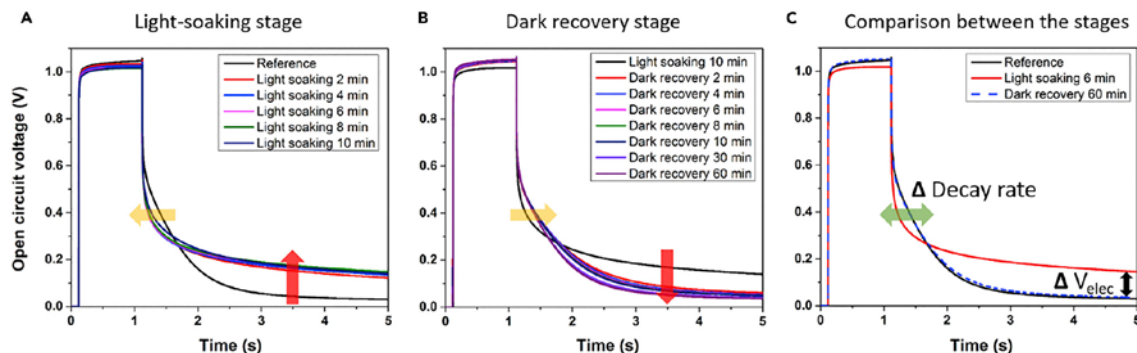 A
Light-soaking stage
Open circuit voltage (V)
1.0
0.8
0.6
0.4
0.2
0.0
Reference
Light soaking 2 min
Light soaking 4 min
Light soaking 6 min
Light soaking 8 min
Light soaking 10 min
0 1 2 3 4 5
Time (s)
B
Dark recovery stage
1.0
0.8
0.6
0.4
0.2
0.0
Light soaking 10 min
Dark recovery 2 min
Dark recovery 4 min
Dark recovery 6 min
Dark recovery 8 min
Dark recovery 10 min
Dark recovery 30 min
Dark recovery 60 min
0 1 2 3 4 5
Time (s)
C
Comparison between the stages
1.0
0.8
0.6
0.4
0.2
0.0
Reference
Light soaking 6 min
Dark recovery 60 min
Δ Decay rate
Δ Velec
0 1 2 3 4 5
Time (s)